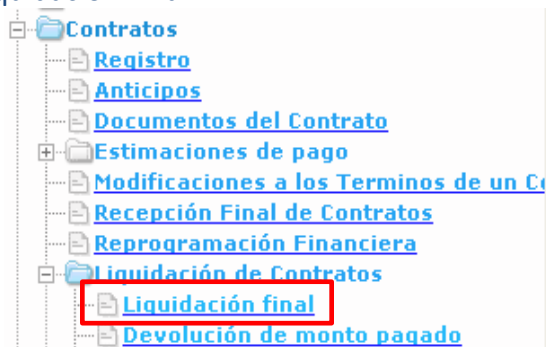 Contratos
Registro
Anticipos
Documentos del Contrato
Estimaciones de pago
Modificaciones a los Terminos de un
Recepción Final de Contratos
Reprogramación Financiera
Liquidación de Contratos
Liquidación final
Devolución de monto pagado